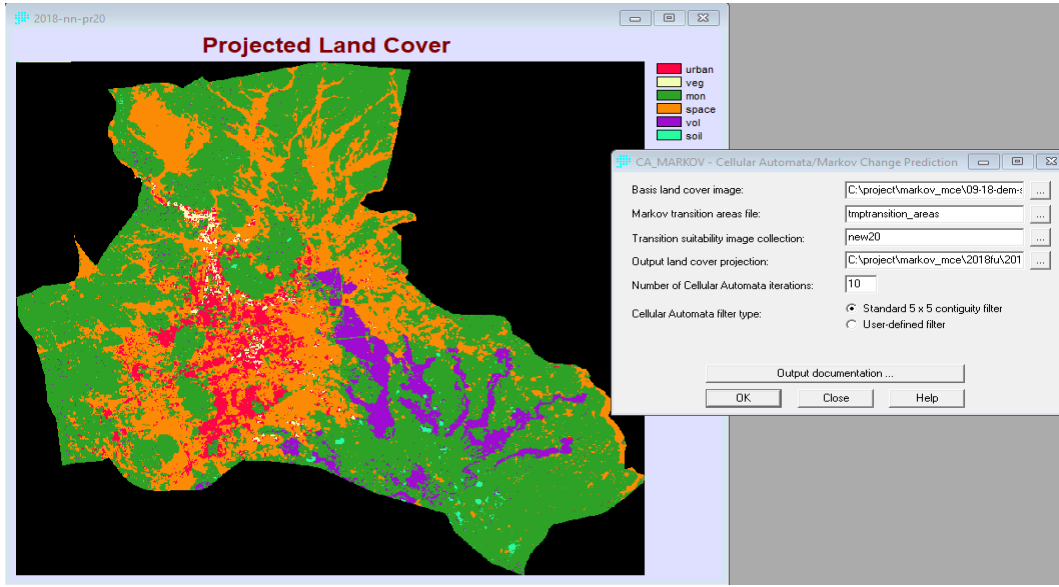 2018-nn-pr20
Projected Land Cover
urban
veg
mon
space
vol
soil
CA_MARKOV - Cellular Automata/Markov Change Prediction
Basis land cover image: C:\project\markov_mce\09-18-dem-s ...
Markov transition areas file: tmptransition_areas ...
Transition suitability image collection: new20 ...
Output land cover projection: C:\project\markov_mce\2018fu\201 ...
Number of Cellular Automata iterations: 10
Cellular Automata filter type: Standard 5 x 5 contiguity filter
User-defined filter
Output documentation ...
OK Close Help